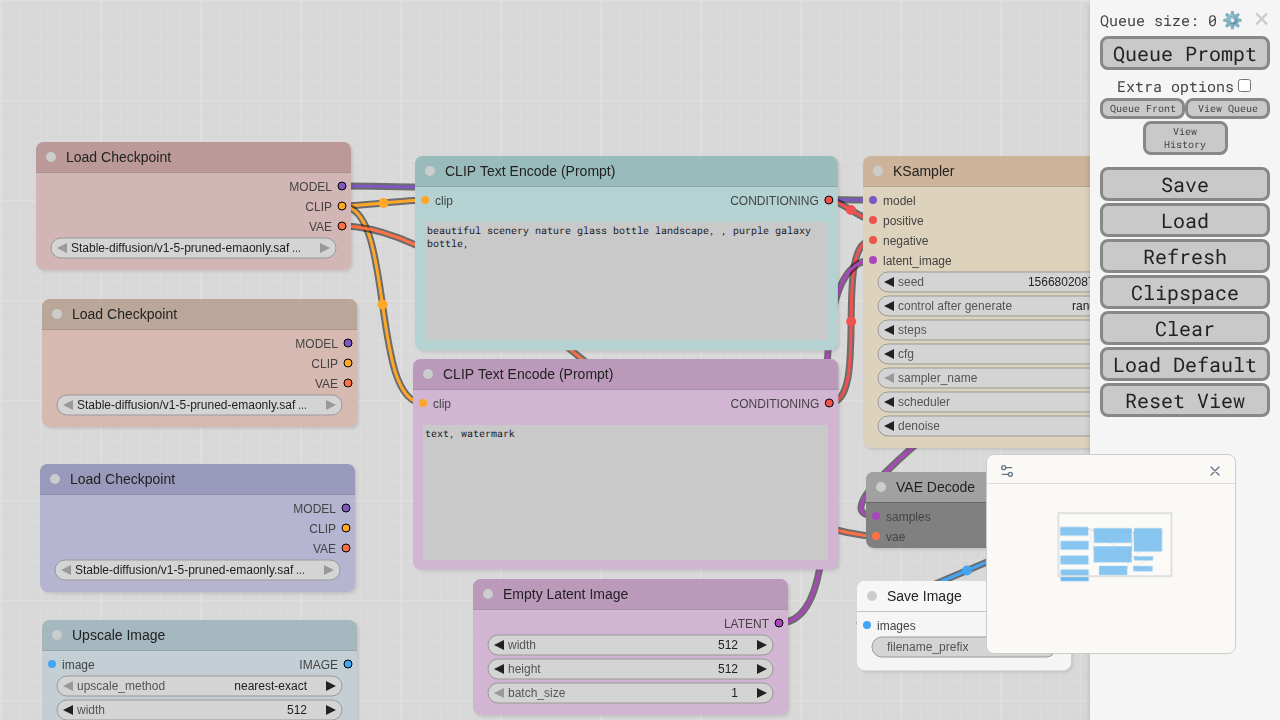 Queue size: 0
Queue Prompt
Extra options
Queue Front
View Queue
View
History
Save
Load
Refresh
Clipspace
Clear
Load Default
Reset View
Load Checkpoint
MODEL
CLIP
VAE
Stable-diffusion/v1-5-pruned-emaonly.saf ...
Load Checkpoint
MODEL
CLIP
VAE
Stable-diffusion/v1-5-pruned-emaonly.saf ...
Load Checkpoint
MODEL
CLIP
VAE
Stable-diffusion/v1-5-pruned-emaonly.saf ...
Upscale Image
image IMAGE
upscale_method nearest-exact
width 512
CLIP Text Encode (Prompt)
clip CONDITIONING
beautiful scenery nature glass bottle landscape, , purple galaxy
bottle,
CLIP Text Encode (Prompt)
clip CONDITIONING
text, watermark
Empty Latent Image
LATENT
width 512
height 512
batch_size 1
KSampler
model
positive
negative
latent_image
seed 1566802087
control after generate ran
steps
cfg
sampler_name
scheduler
denoise
VAE Decode
samples
vae
Save Image
images
filename_prefix